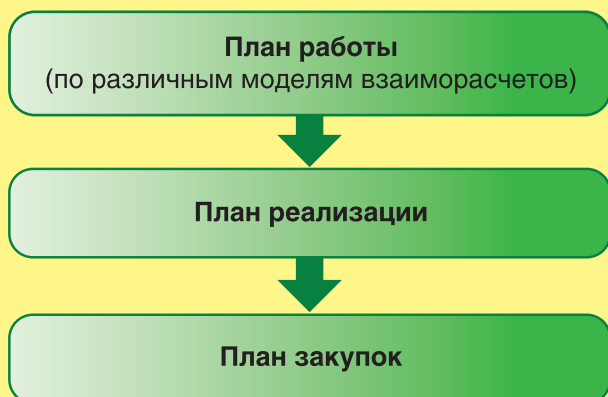 План работы
(по различным моделям взаиморасчетов)
План реализации
План закупок